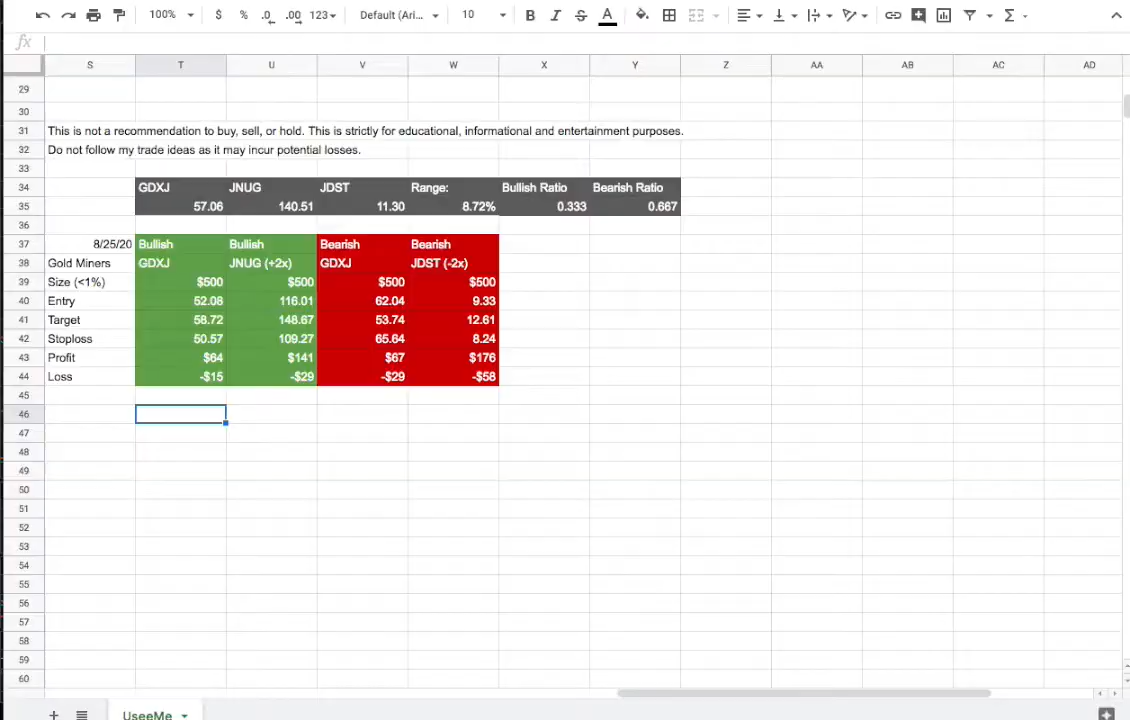 100% $ % .0 .00 123 Default (Ari... 10 B I S A Σ
fx
S T U V W X Y Z AA AB AC AD
29
30
31 This is not a recommendation to buy, sell, or hold. This is strictly for educational, informational and entertainment purposes.
32 Do not follow my trade ideas as it may incur potential losses.
33
34 GDXJ JNUG JDST Range: Bullish Ratio Bearish Ratio
35 57.06 140.51 11.30 8.72% 0.333 0.667
36
37 8/25/20 Bullish Bullish Bearish Bearish
38 Gold Miners GDXJ JNUG (+2x) GDXJ JDST (-2x)
39 Size (<1%) $500 $500 $500 $500
40 Entry 52.08 116.01 62.04 9.33
41 Target 58.72 148.67 53.74 12.61
42 Stoploss 50.57 109.27 65.64 8.24
43 Profit $64 $141 $67 $176
44 Loss -$15 -$29 -$29 -$58
45
46
47
48
49
50
51
52
53
54
55
56
57
58
59
60
+ UseeMe